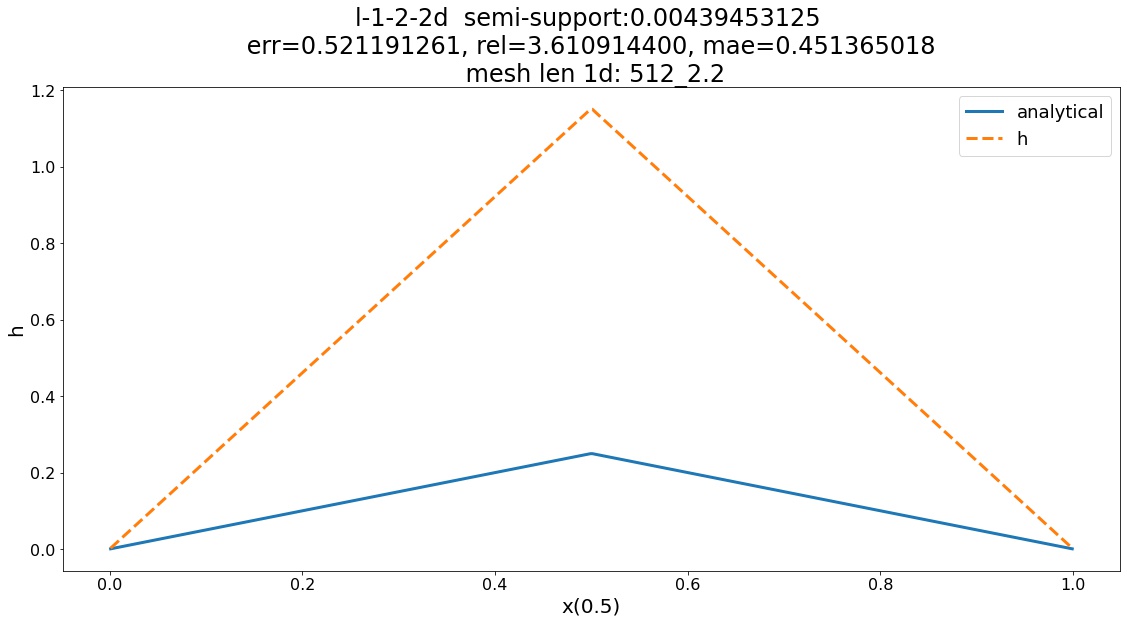 l-1-2-2d  semi-support:0.00439453125
err=0.521191261, rel=3.610914400, mae=0.451365018
mesh len 1d: 512_2.2
analytical
h
h
1.2
1.0
0.8
0.6
0.4
0.2
0.0
0.0 0.2 0.4 0.6 0.8 1.0
x(0.5)